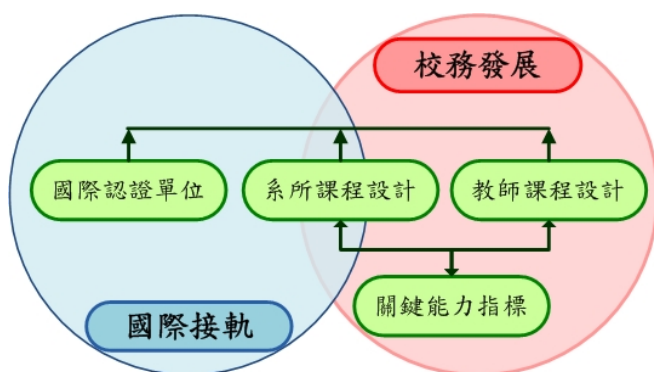 校務發展
國際認證單位
系所課程設計
教師課程設計
關鍵能力指標
國際接軌